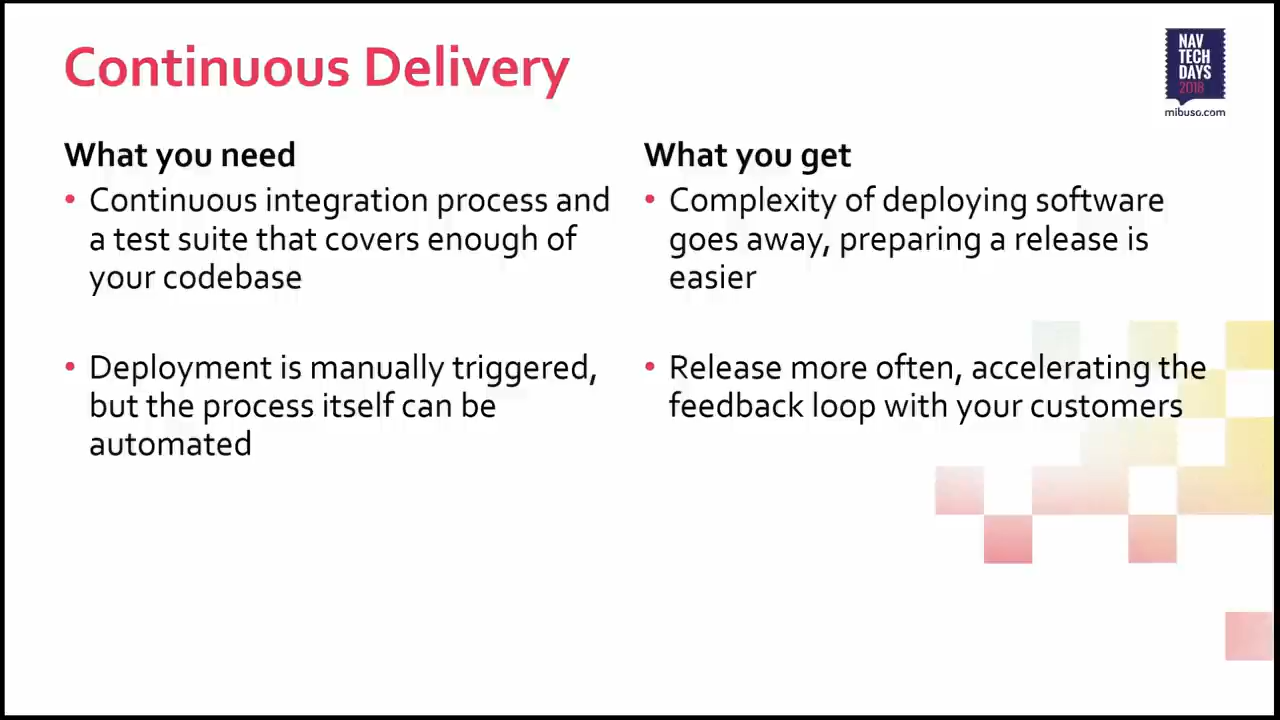 Continuous Delivery
NAV
TECH
DAYS
2018
mibuso.com
What you need
• Continuous integration process and
a test suite that covers enough of
your codebase
• Deployment is manually triggered,
but the process itself can be
automated
What you get
• Complexity of deploying software
goes away, preparing a release is
easier
• Release more often, accelerating the
feedback loop with your customers